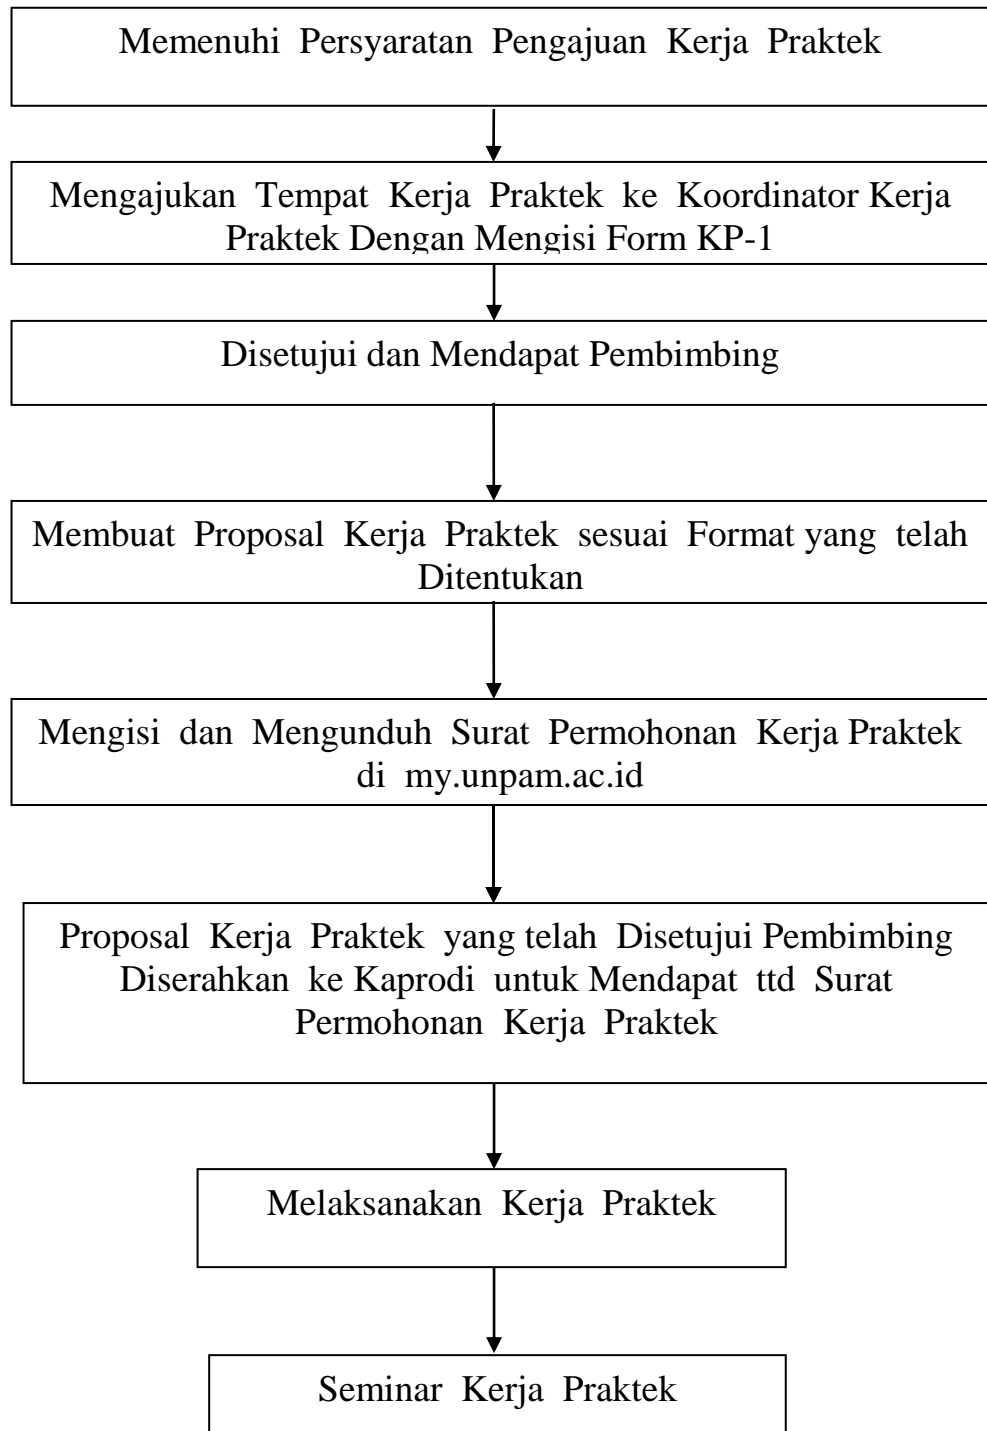 Memenuhi Persyaratan Pengajuan Kerja Praktek
Mengajukan Tempat Kerja Praktek ke Koordinator Kerja
Praktek Dengan Mengisi Form KP-1
Disetujui dan Mendapat Pembimbing
Membuat Proposal Kerja Praktek sesuai Format yang telah
Ditentukan
Mengisi dan Mengunduh Surat Permohonan Kerja Praktek
di my.unpam.ac.id
Proposal Kerja Praktek yang telah Disetujui Pembimbing
Diserahkan ke Kaprodi untuk Mendapat ttd Surat
Permohonan Kerja Praktek
Melaksanakan Kerja Praktek
Seminar Kerja Praktek